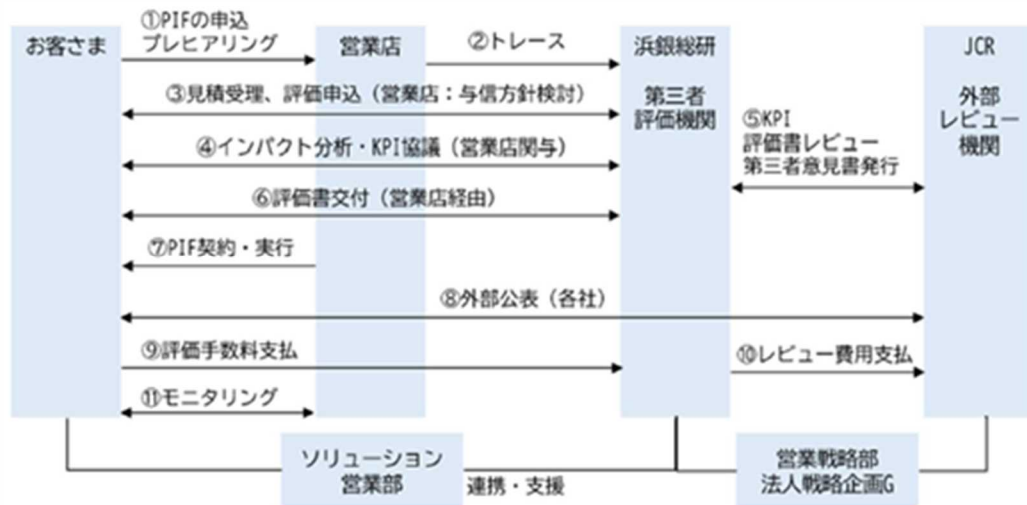 ①PIFの申込
プレヒアリング
お客さま
営業店
②トレース
浜銀総研
第三者
評価機関
JCR
外部
レビュー
機関
③見積受理、評価申込（営業店：与信方針検討）
④インパクト分析・KPI協議（営業店関与）
⑤KPI
評価書レビュー
第三者意見書発行
⑥評価書交付（営業店経由）
⑦PIF契約・実行
⑧外部公表（各社）
⑨評価手数料支払
⑩レビュー費用支払
⑪モニタリング
ソリューション
営業部
連携・支援
営業戦略部
法人戦略企画G